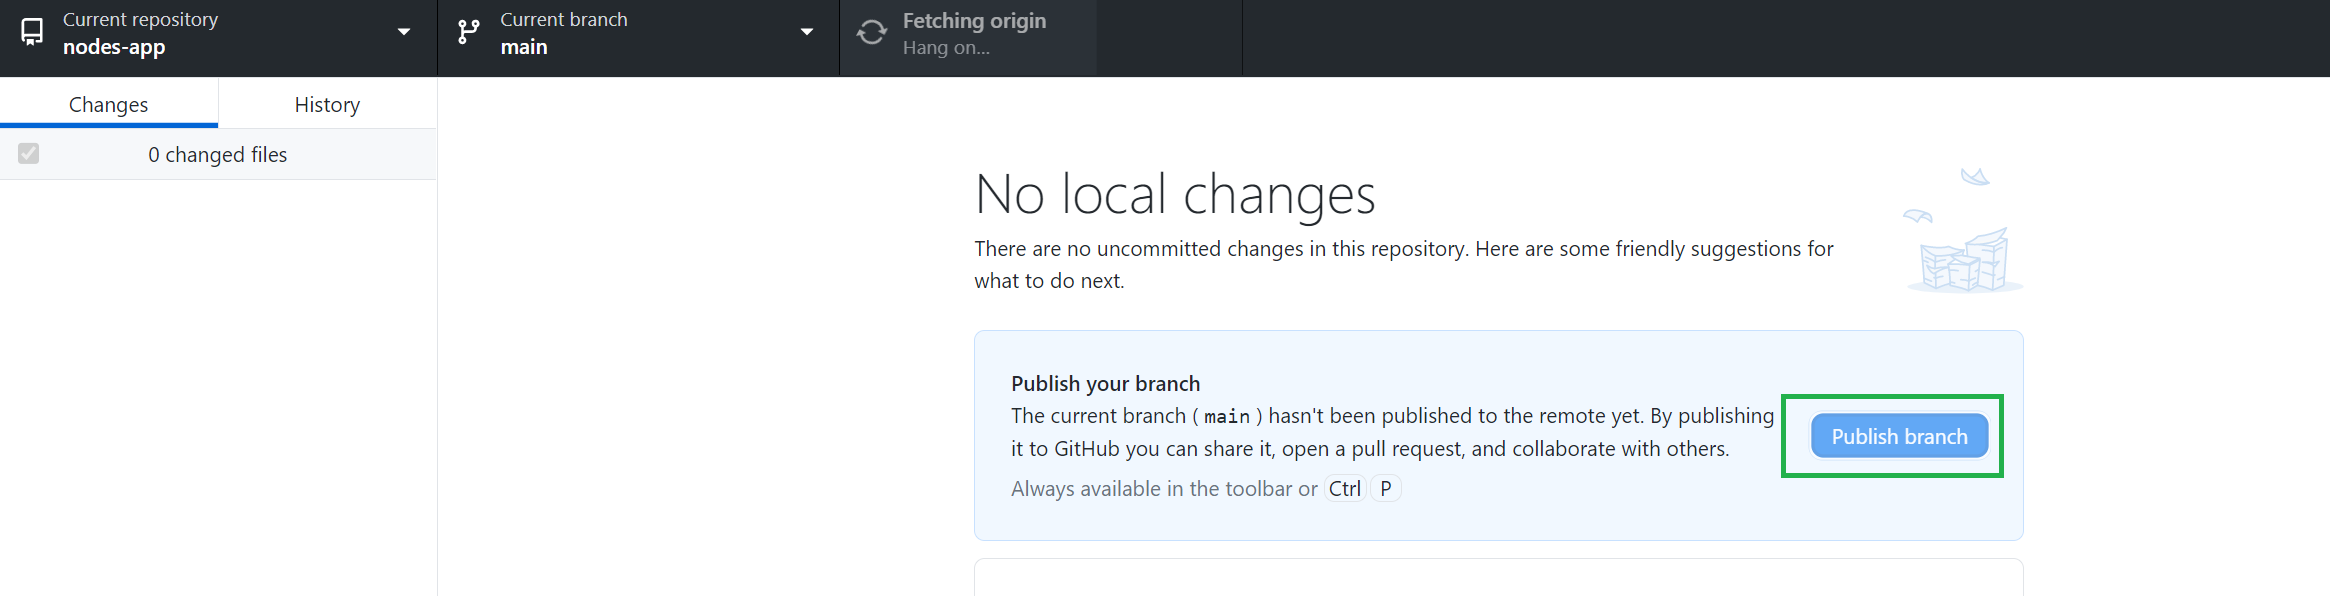 Current repository
nodes-app
Current branch
main
Fetching origin
Hang on...
Changes
History
0 changed files
No local changes
There are no uncommitted changes in this repository. Here are some friendly suggestions for
what to do next.
Publish your branch
The current branch ( main ) hasn't been published to the remote yet. By publishing
it to GitHub you can share it, open a pull request, and collaborate with others.
Always available in the toolbar or Ctrl P
Publish branch